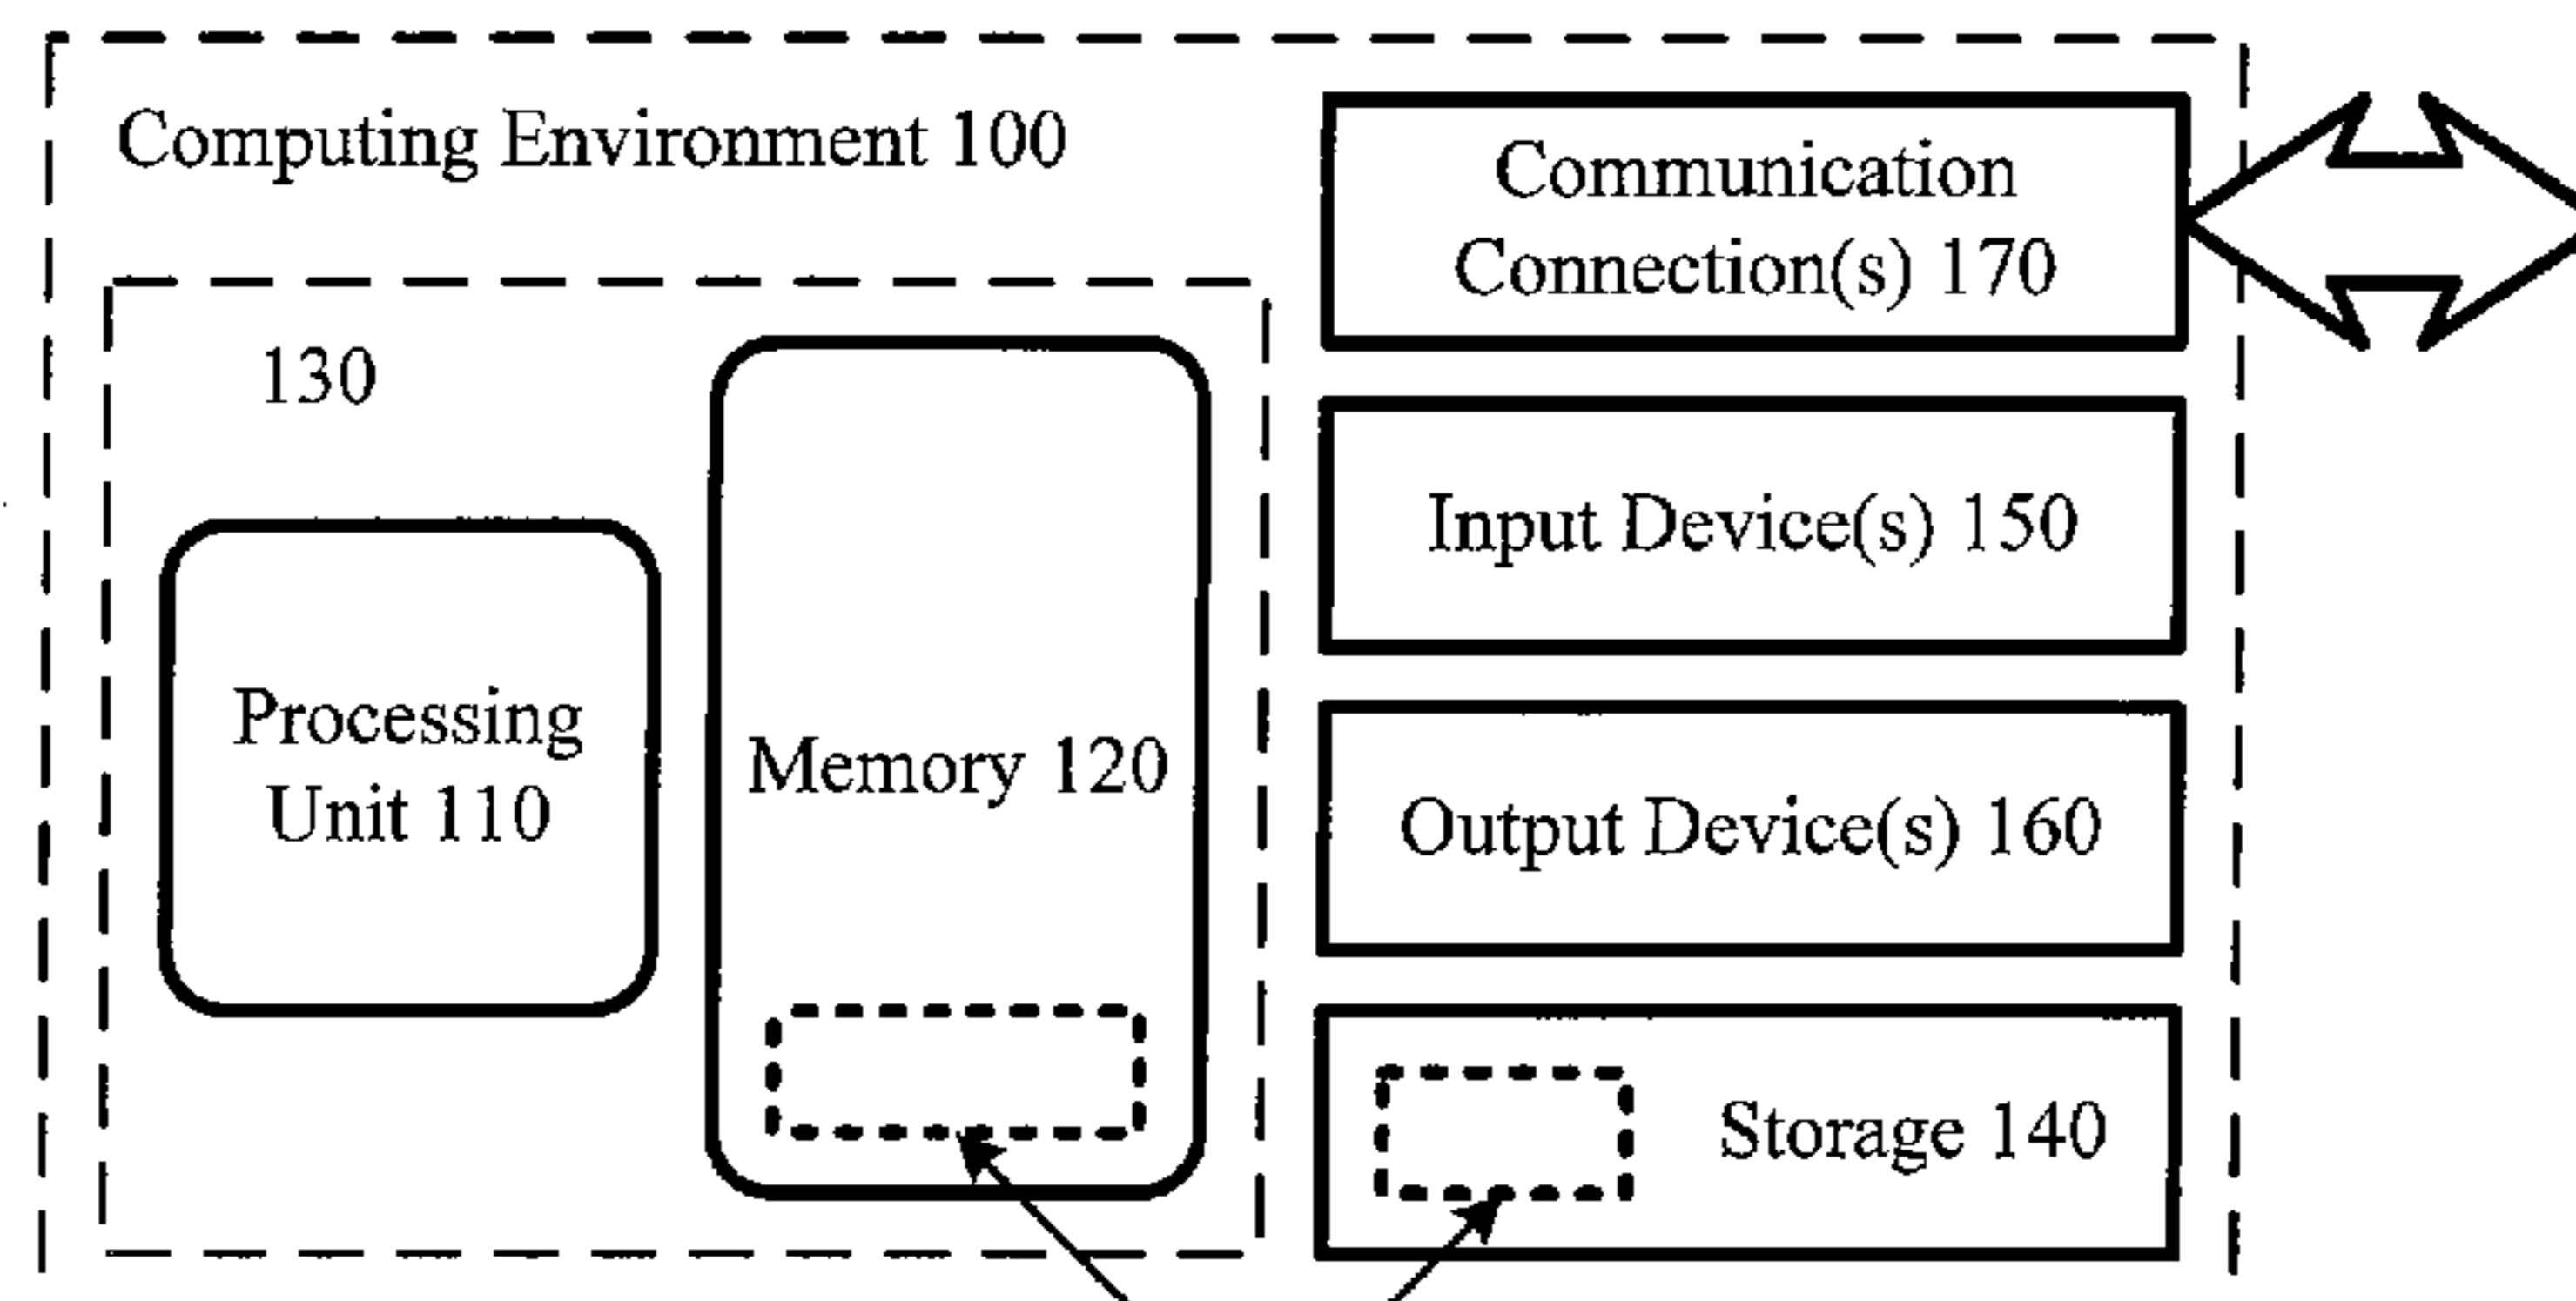 Computing Environment 100
130
Processing
Unit 110
Memory 120
Communication
Connection(s) 170
Input Device(s) 150
Output Device(s) 160
Storage 140